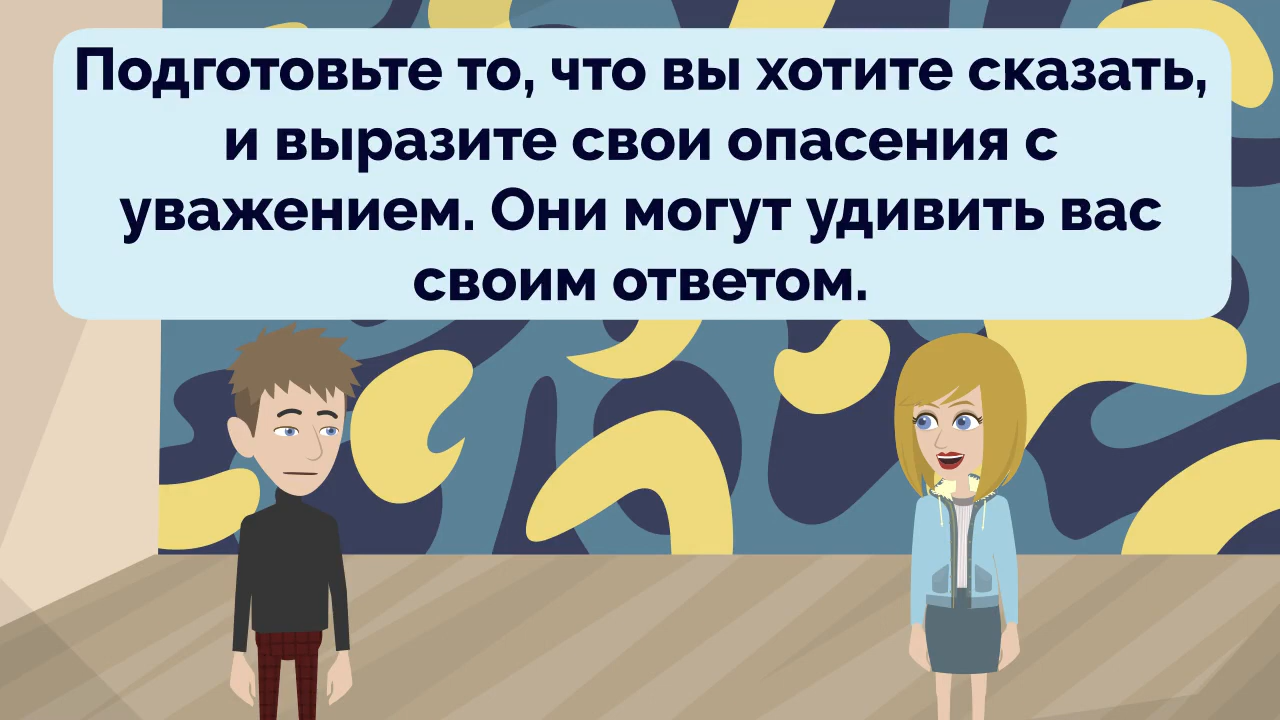 Подготовьте то, что вы хотите сказать,
и выразите свои опасения с
уважением. Они могут удивить вас
своим ответом.